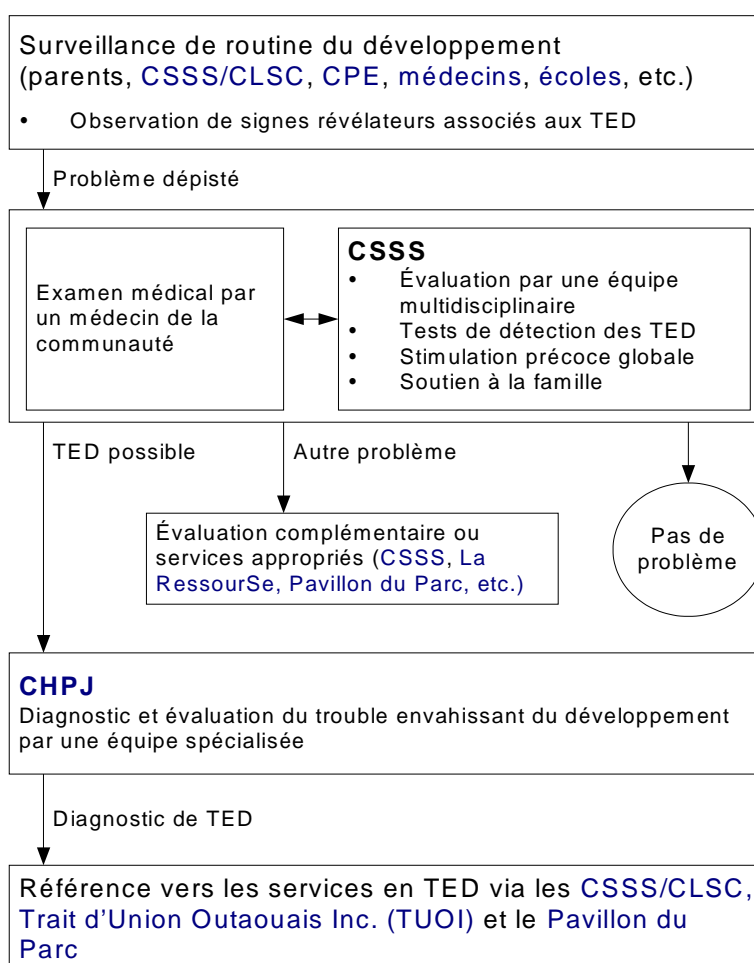 Surveillance de routine du développement
(parents, CSSS/CLSC, CPE, médecins, écoles, etc.)
• Observation de signes révélateurs associés aux TED
Problème dépisté
Examen médical par
un médecin de la
communauté
CSSS
• Évaluation par une équipe
multidisciplinaire
• Tests de détection des TED
• Stimulation précoce globale
• Soutien à la famille
TED possible
Autre problème
Évaluation complémentaire ou
services appropriés (CSSS, La
RessourSe, Pavillon du Parc, etc.)
Pas de
problème
CHPJ
Diagnostic et évaluation du trouble envahissant du développement
par une équipe spécialisée
Diagnostic de TED
Référence vers les services en TED via les CSSS/CLSC,
Trait d'Union Outaouais Inc. (TUOI) et le Pavillon du
Parc